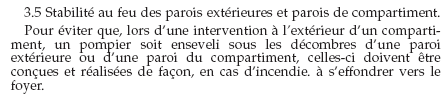 3.5 Stabilité au feu des parois extérieures et parois de compartiment.
Pour éviter que, lors d'une intervention à l'extérieur d'un comparti-
ment, un pompier soit enseveli sous les décombres d'une paroi
extérieure ou d'une paroi du compartiment, celles-ci doivent être
conçues et réalisées de façon, en cas d'incendie. à s'effondrer vers le
foyer.